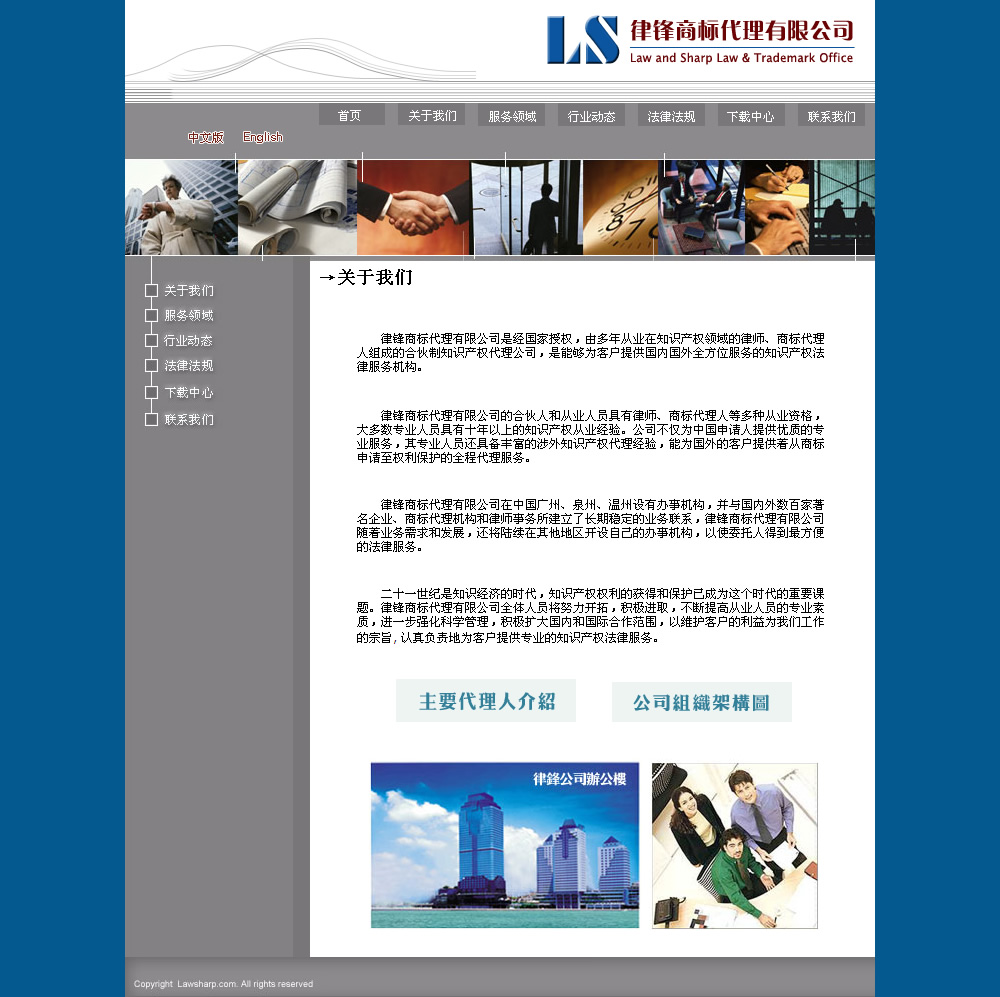 LS 律锋商标代理有限公司
Law and Sharp Law & Trademark Office
首页 关于我们 服务领域 行业动态 法律法规 下载中心 联系我们
中文版 English
→关于我们
关于我们
服务领域
行业动态
法律法规
下载中心
联系我们
律锋商标代理有限公司是经国家授权，由多年从业在知识产权领域的律师、商标代理
人组成的合伙制知识产权代理公司，是能够为客户提供国内国外全方位服务的知识产权法
律服务机构。
律锋商标代理有限公司的合伙人和从业人员具有律师、商标代理人等多种从业资格，
大多数专业人员具有十年以上的知识产权从业经验。公司不仅为中国申请人提供优质的专
业服务，其专业人员还具备丰富的涉外知识产权代理经验，能为国外的客户提供着从商标
申请至权利保护的全程代理服务。
律锋商标代理有限公司在中国广州、泉州、温州设有办事机构，并与国内外数百家著
名企业、商标代理机构和律师事务所建立了长期稳定的业务联系，律锋商标代理有限公司
随着业务需求和发展，还将陆续在其他地区开设自己的办事机构，以使委托人得到最方便
的法律服务。
二十一世纪是知识经济的时代，知识产权权利的获得和保护已成为这个时代的重要课
题。律锋商标代理有限公司全体人员将努力开拓，积极进取，不断提高从业人员的专业素
质，进一步强化科学管理，积极扩大国内和国际合作范围，以维护客户的利益为我们工作
的宗旨,认真负责地为客户提供专业的知识产权法律服务。
主要代理人介紹 公司組織架構圖
律鋒公司辦公樓
Copyright Lawsharp.com. All rights reserved